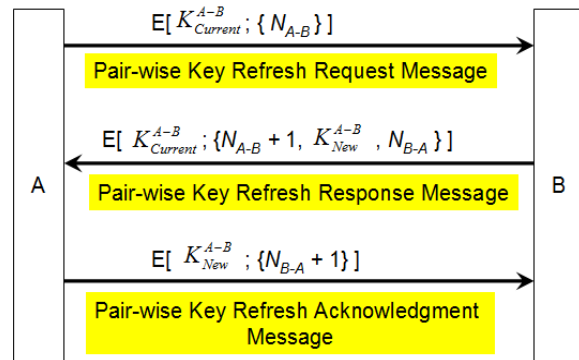 E[ K^{A-B}_{Current} ; { N_{A-B} } ]
Pair-wise Key Refresh Request Message
E[ K^{A-B}_{Current} ; {N_{A-B} + 1, K^{A-B}_{New} , N_{B-A} } ]
A
B
Pair-wise Key Refresh Response Message
E[ K^{A-B}_{New} ; {N_{B-A} + 1} ]
Pair-wise Key Refresh Acknowledgment
Message